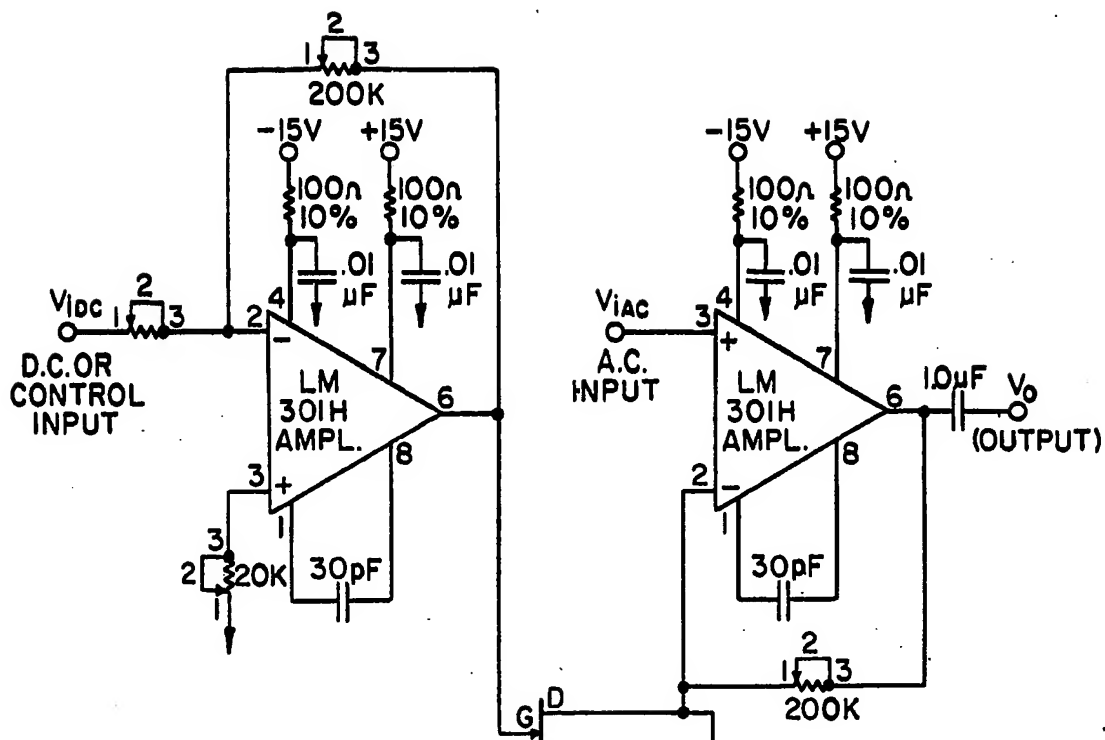 2
1 3
200K
-15V +15V
100Ω 100Ω
10% 10%
.01 .01
µF µF
ViDC
2
1 3
D.C. OR
CONTROL
INPUT
4
2
-
7
LM
301H
AMPL.
6
8
3
+
1
3
2
20K
1
30pF
-15V +15V
100Ω 100Ω
10% 10%
.01 .01
µF µF
ViAC
A.C.
INPUT
4
3
+
7
LM
301H
AMPL.
6
8
2
-
1
1.0µF
Vo
(OUTPUT)
30pF
2
1 3
200K
D
G